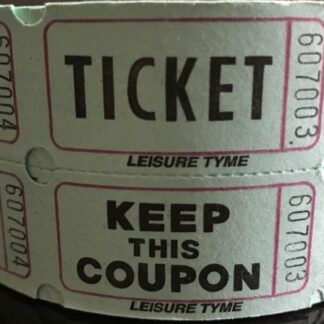 607004
TICKET
607003
LEISURE TYME
607004
KEEP
THIS
COUPON
607003
LEISURE TYME